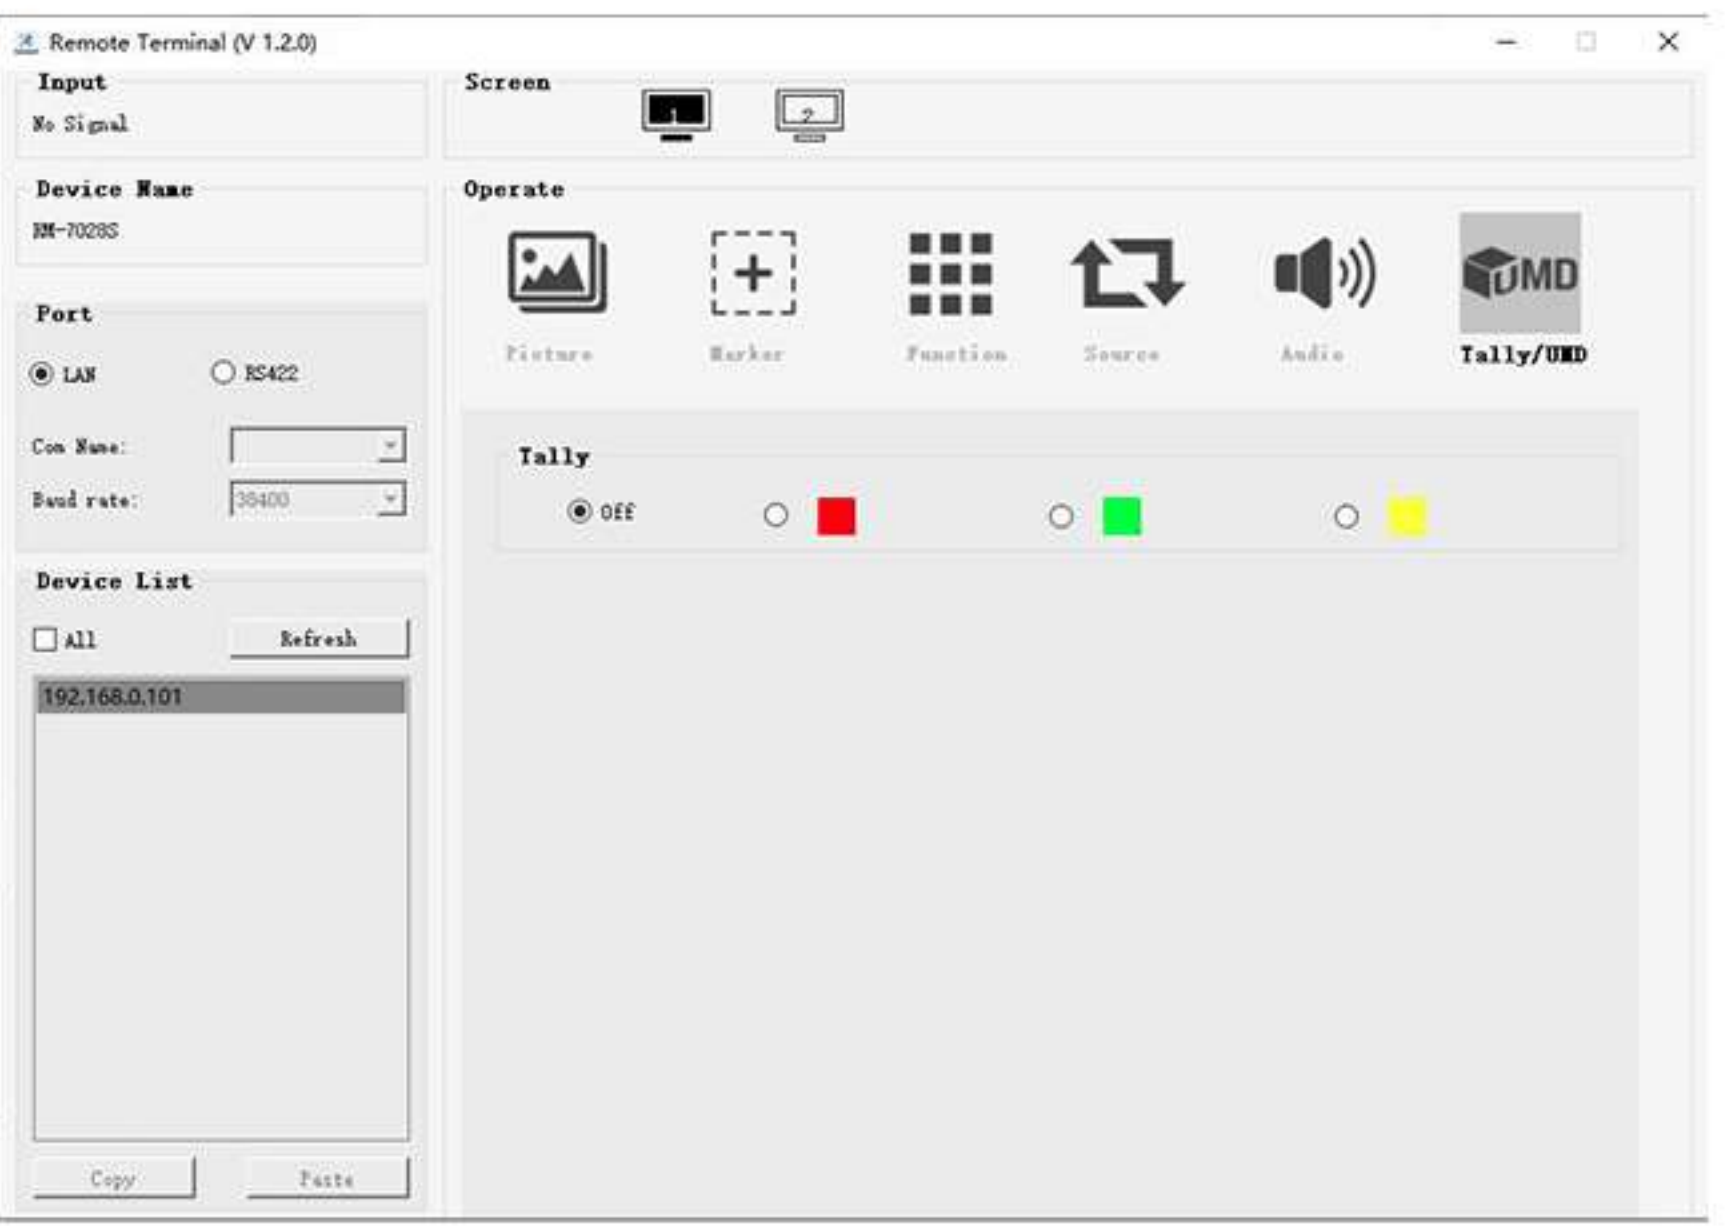 Remote Terminal (V 1.2.0)
Input
No Signal
Screen
1
2
Device Name
RM-7028S
Operate
UMD
Picture
Marker
Function
Source
Audio
Tally/UMD
Port
LAN
RS422
Com Name:
Baud rate:
38400
Tally
Off
Device List
All
Refresh
192.168.0.101
Copy
Paste